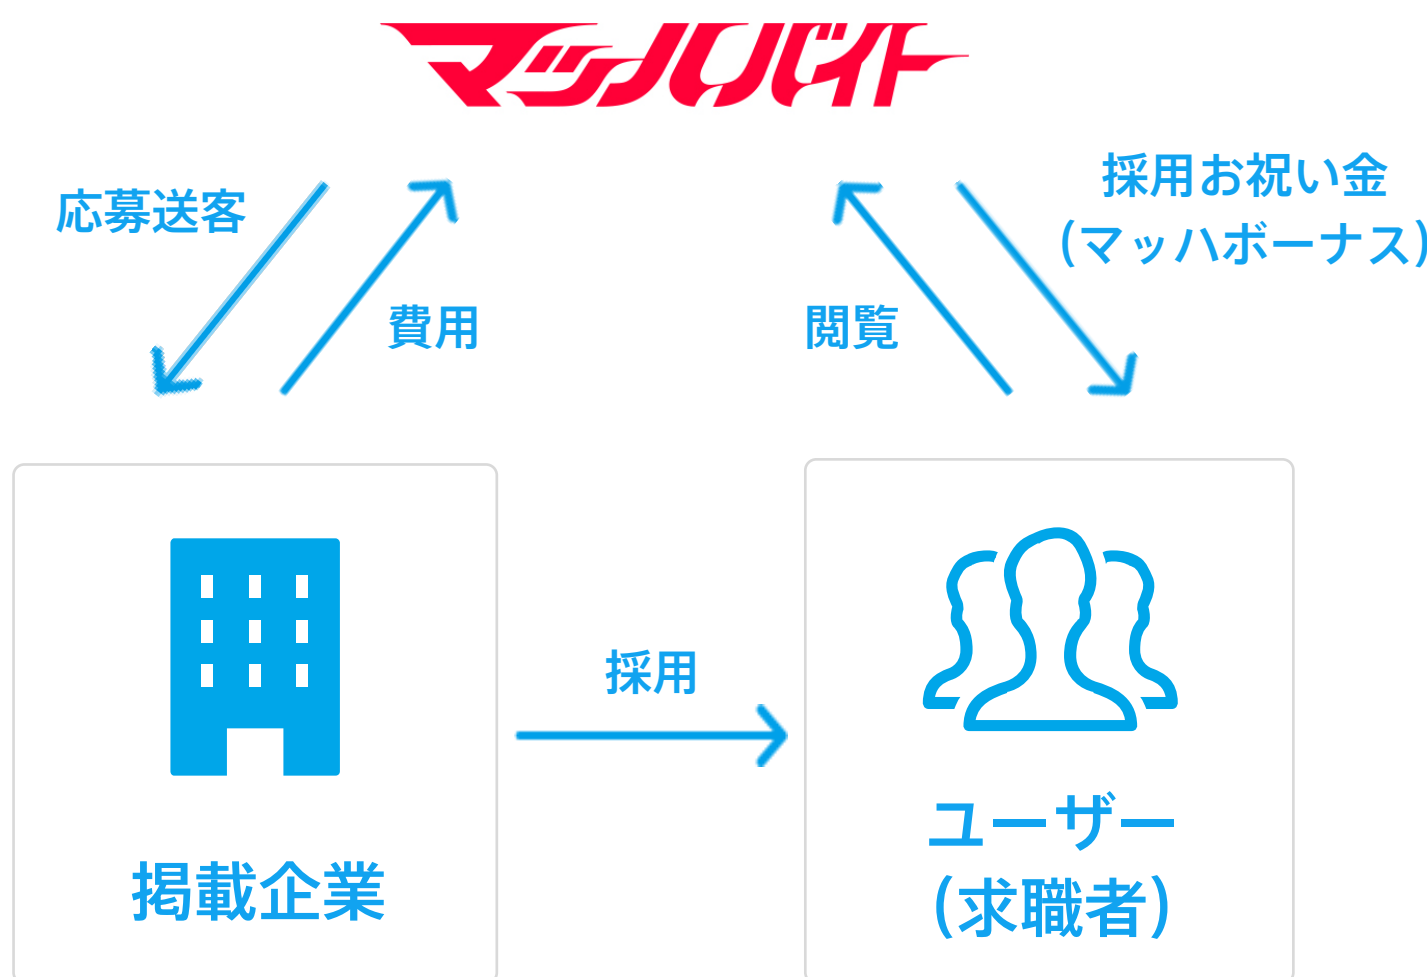 マッハバイト
採用お祝い金
(マッハボーナス)
応募送客
費用
閲覧
採用
掲載企業
ユーザー
(求職者)